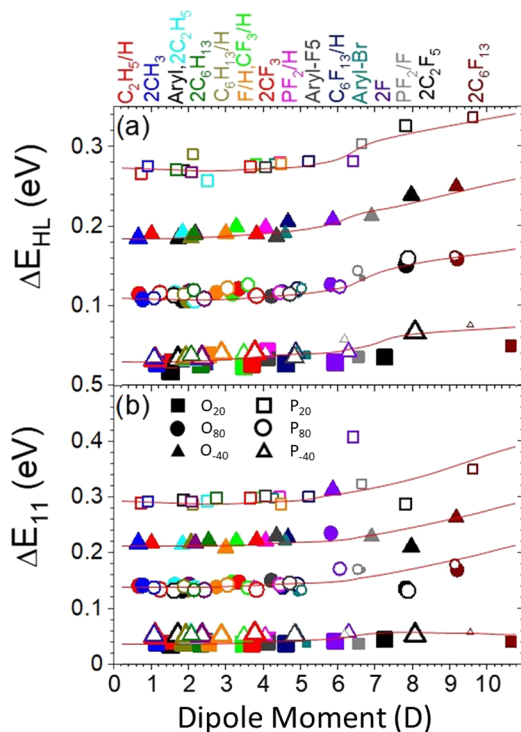 C₂H₅/H
2CH₃
Aryl,2C₂H₅
2C₆H₁₃
C₆H₁₃/H
F/H,CF₃/H
2CF₃
PF₂/H
Aryl-F5
C₆F₁₃/H
Aryl-Br
2F
PF₂/F
2C₂F₅
2C₆F₁₃
(a)
ΔE_HL (eV)
0.3
0.2
0.1
0.5
(b)
O₂₀ P₂₀
O₈₀ P₈₀
O₋₄₀ P₋₄₀
ΔE₁₁ (eV)
0.4
0.3
0.2
0.1
0
0 1 2 3 4 5 6 7 8 9 10
Dipole Moment (D)